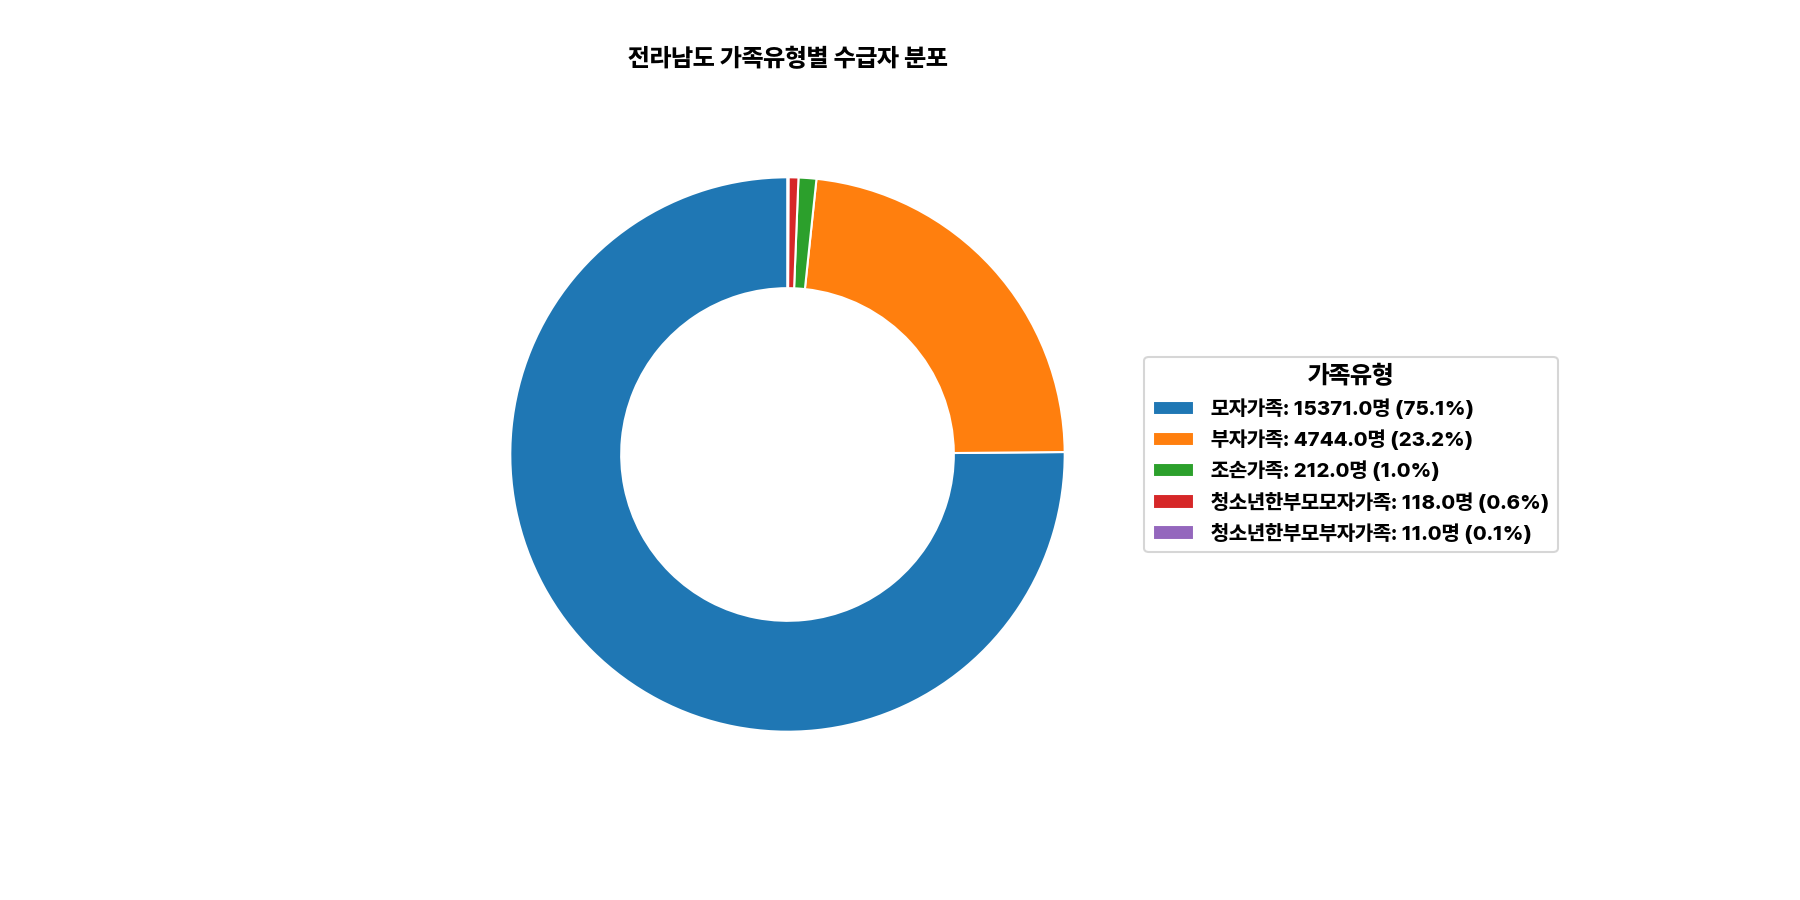 전라남도 가족유형별 수급자 분포
가족유형
모자가족: 15371.0명 (75.1%)
부자가족: 4744.0명 (23.2%)
조손가족: 212.0명 (1.0%)
청소년한부모모자가족: 118.0명 (0.6%)
청소년한부모부자가족: 11.0명 (0.1%)